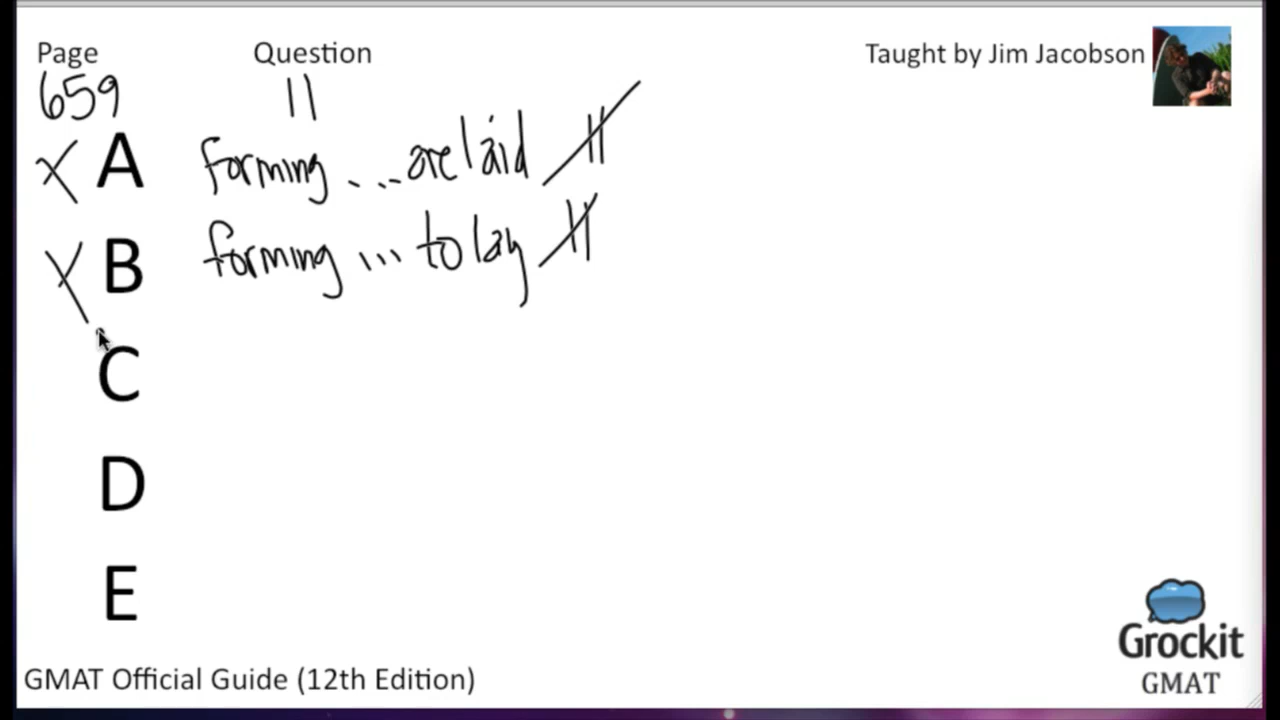 Page Question Taught by Jim Jacobson
659 11
X A forming ... are laid
X B forming ... to lay
C
D
E
Grockit
GMAT
GMAT Official Guide (12th Edition)